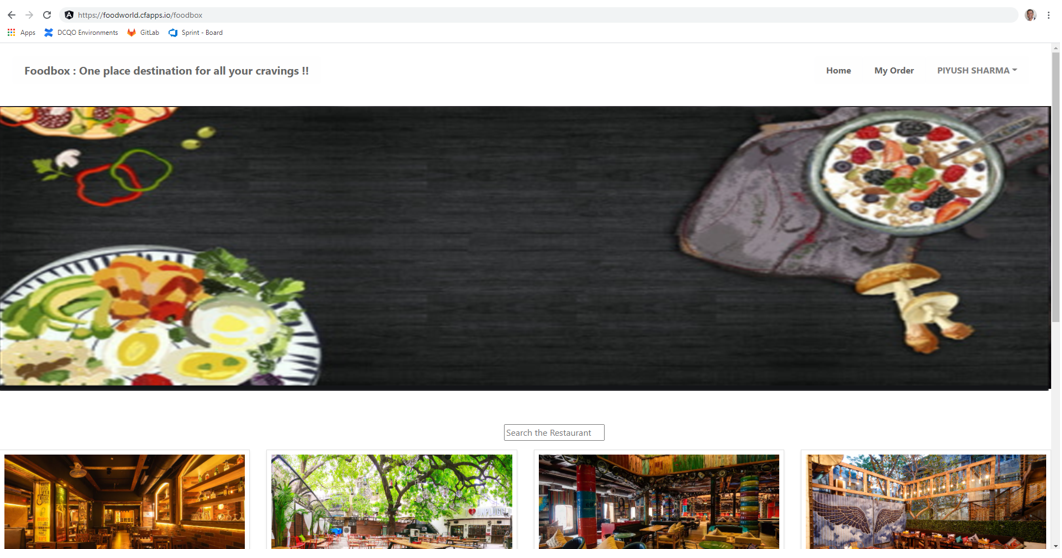 https://foodworld.cfapps.io/foodbox
Apps DCQO Environments GitLab Sprint - Board
Foodbox : One place destination for all your cravings !! Home My Order PIYUSH SHARMA
Search the Restaurant